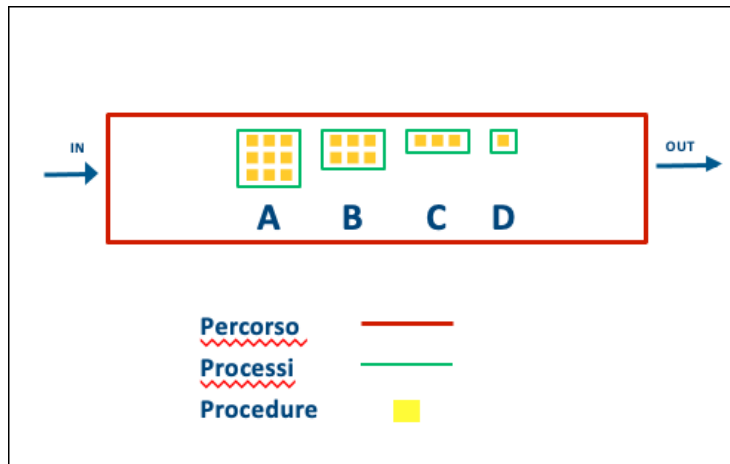 IN
OUT
A B C D
Percorso
Processi
Procedure